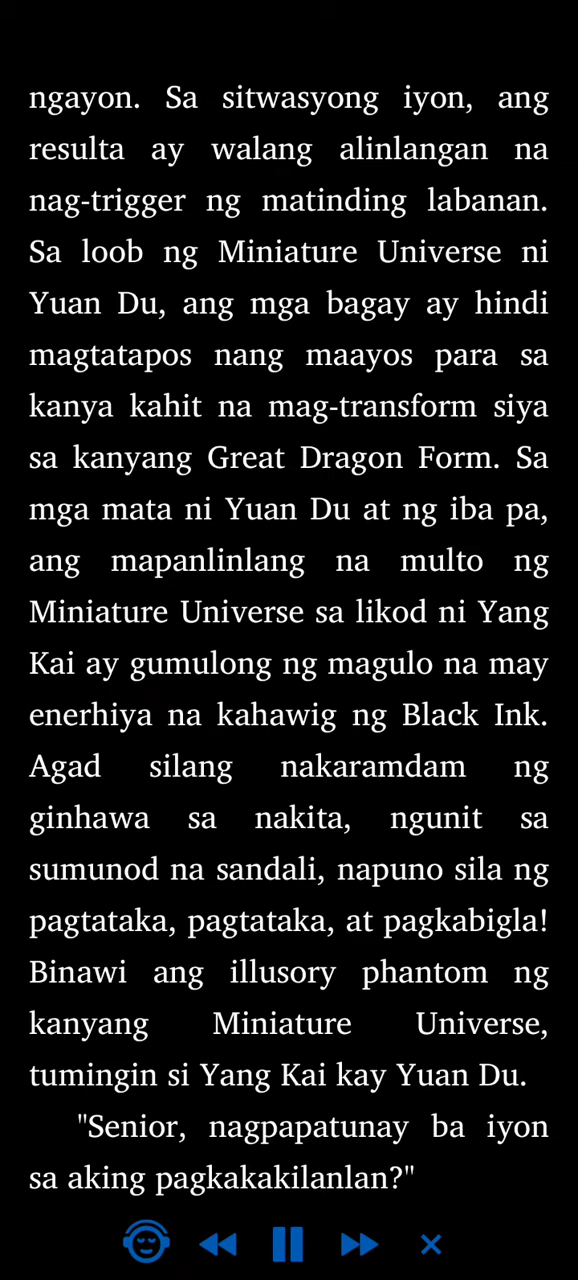 ngayon. Sa sitwasyong iyon, ang
resulta ay walang alinlangan na
nag-trigger ng matinding labanan.
Sa loob ng Miniature Universe ni
Yuan Du, ang mga bagay ay hindi
magtatapos nang maayos para sa
kanya kahit na mag-transform siya
sa kanyang Great Dragon Form. Sa
mga mata ni Yuan Du at ng iba pa,
ang mapanlinlang na multo ng
Miniature Universe sa likod ni Yang
Kai ay gumulong ng magulo na may
enerhiya na kahawig ng Black Ink.
Agad silang nakaramdam ng
ginhawa sa nakita, ngunit sa
sumunod na sandali, napuno sila ng
pagtataka, pagtataka, at pagkabigla!
Binawi ang illusory phantom ng
kanyang Miniature Universe,
tumingin si Yang Kai kay Yuan Du.
"Senior, nagpapatunay ba iyon
sa aking pagkakakilanlan?"